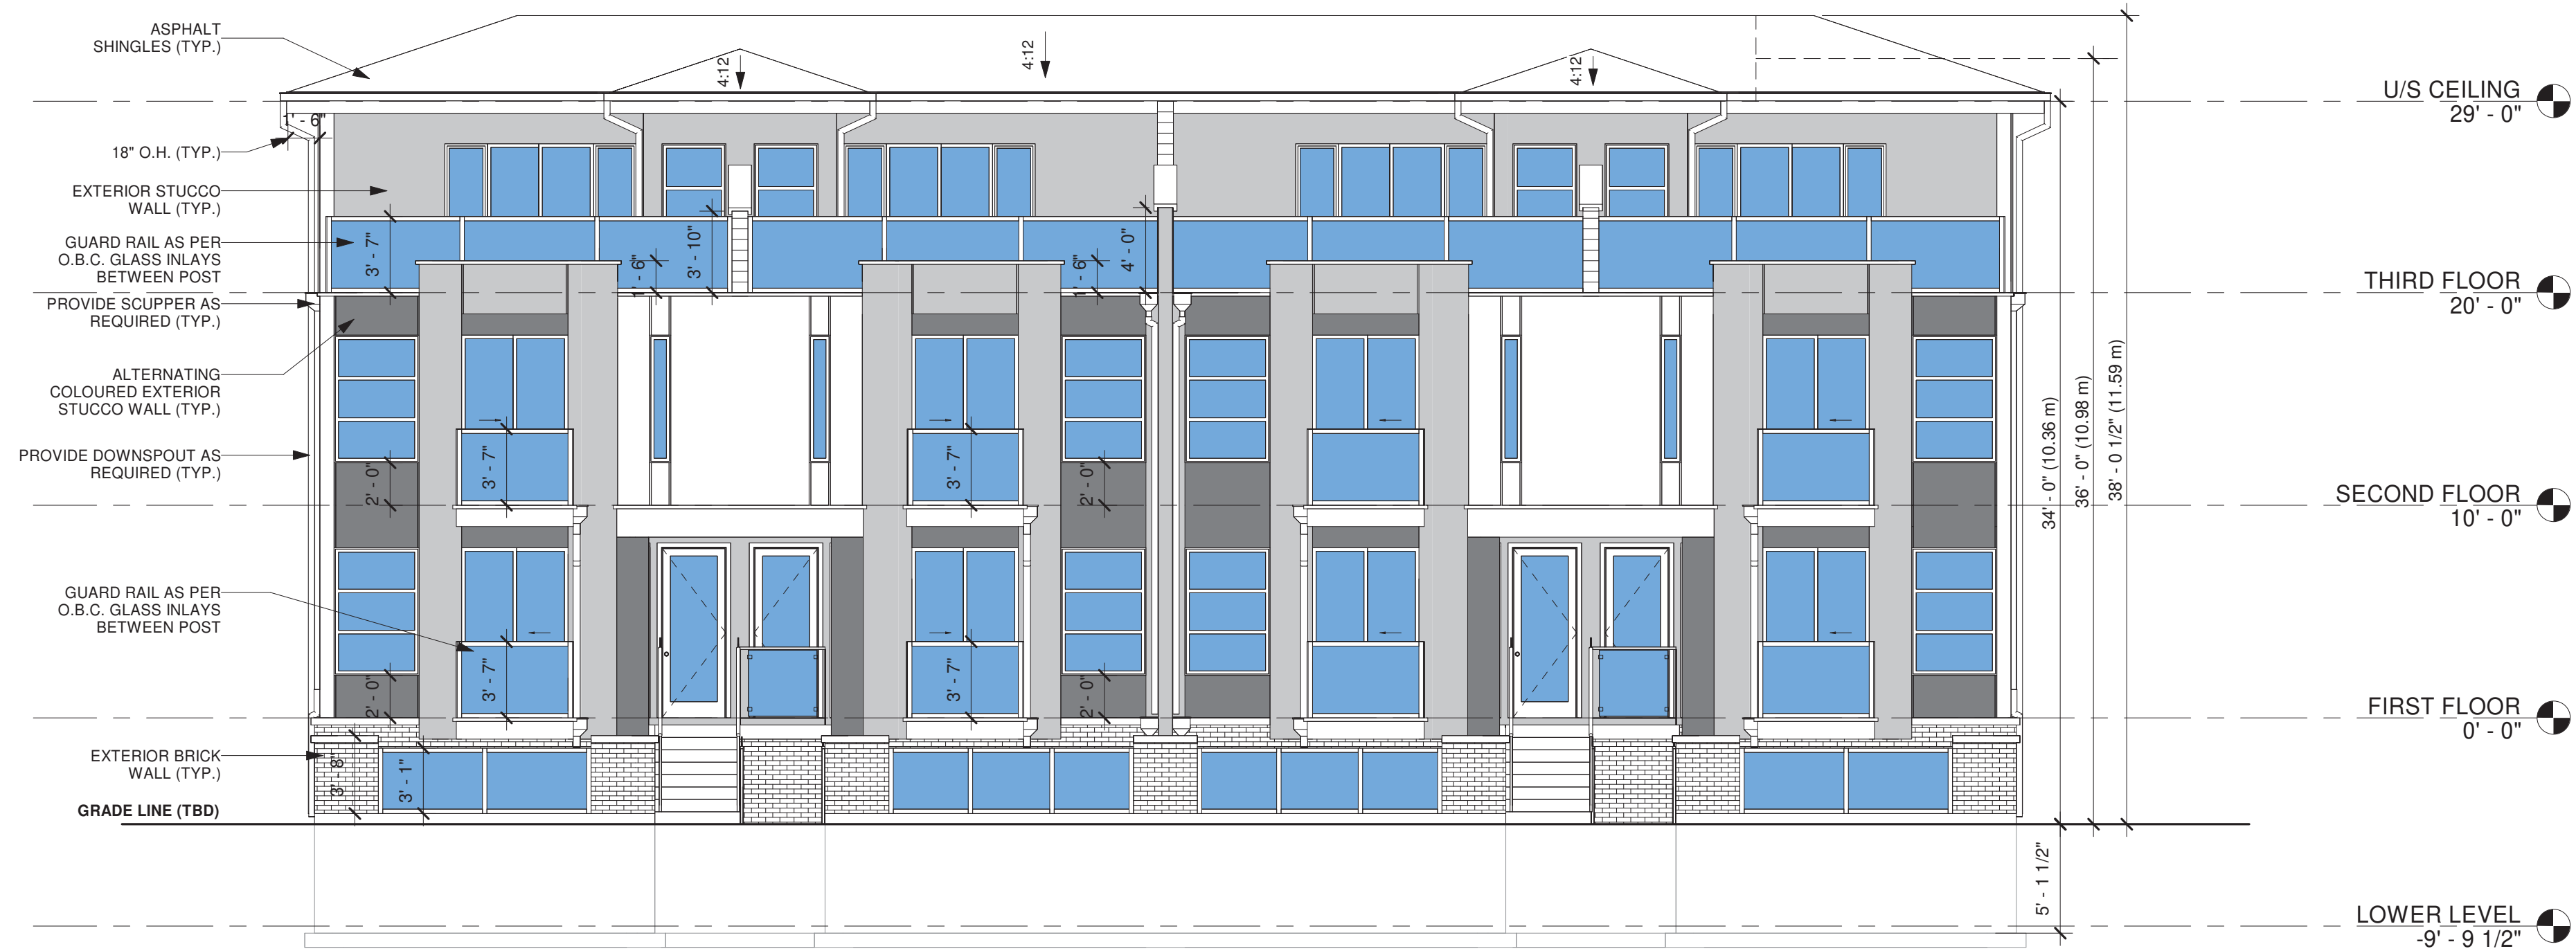 ASPHALT
SHINGLES (TYP.)
4:12
4:12
4:12
1' - 6"
18" O.H. (TYP.)
EXTERIOR STUCCO
WALL (TYP.)
GUARD RAIL AS PER
O.B.C. GLASS INLAYS
BETWEEN POST
3' - 7"
1' - 6"
3' - 10"
1' - 6"
4' - 0"
PROVIDE SCUPPER AS
REQUIRED (TYP.)
ALTERNATING
COLOURED EXTERIOR
STUCCO WALL (TYP.)
PROVIDE DOWNSPOUT AS
REQUIRED (TYP.)
2' - 0"
3' - 7"
3' - 7"
2' - 0"
GUARD RAIL AS PER
O.B.C. GLASS INLAYS
BETWEEN POST
2' - 0"
3' - 7"
3' - 7"
2' - 0"
EXTERIOR BRICK
WALL (TYP.)
3' - 8"
3' - 1"
GRADE LINE (TBD)
34' - 0" (10.36 m)
36' - 0" (10.98 m)
38' - 0 1/2" (11.59 m)
5' - 1 1/2"
U/S CEILING
29' - 0"
THIRD FLOOR
20' - 0"
SECOND FLOOR
10' - 0"
FIRST FLOOR
0' - 0"
LOWER LEVEL
-9' - 9 1/2"